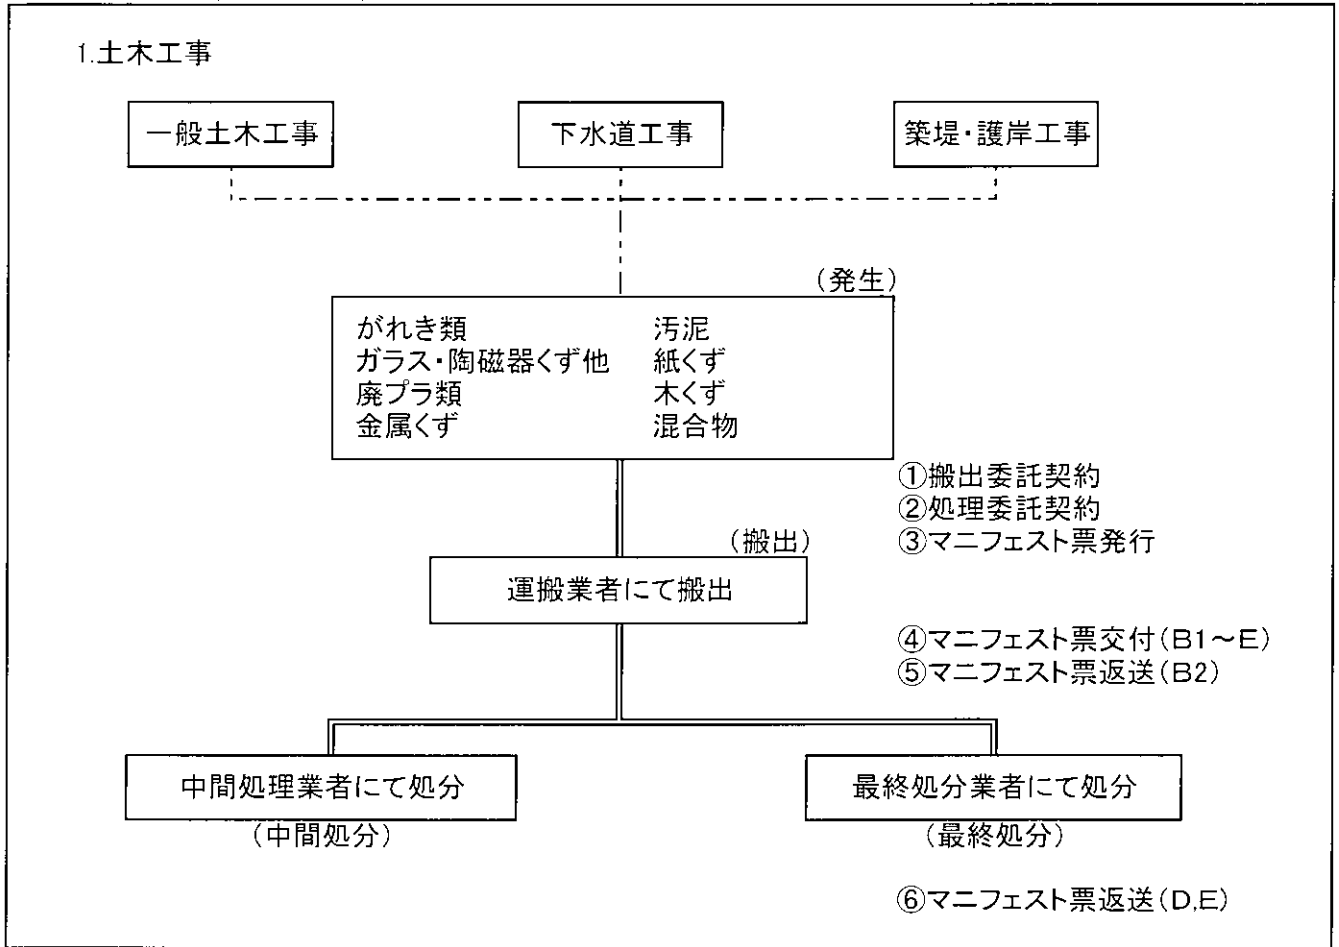 1.土木工事
一般土木工事
下水道工事
築堤・護岸工事
(発生)
がれき類 汚泥
ガラス・陶磁器くず他 紙くず
廃プラ類 木くず
金属くず 混合物
①搬出委託契約
②処理委託契約
③マニフェスト票発行
(搬出)
運搬業者にて搬出
④マニフェスト票交付(B1～E)
⑤マニフェスト票返送(B2)
中間処理業者にて処分
(中間処分)
最終処分業者にて処分
(最終処分)
⑥マニフェスト票返送(D,E)